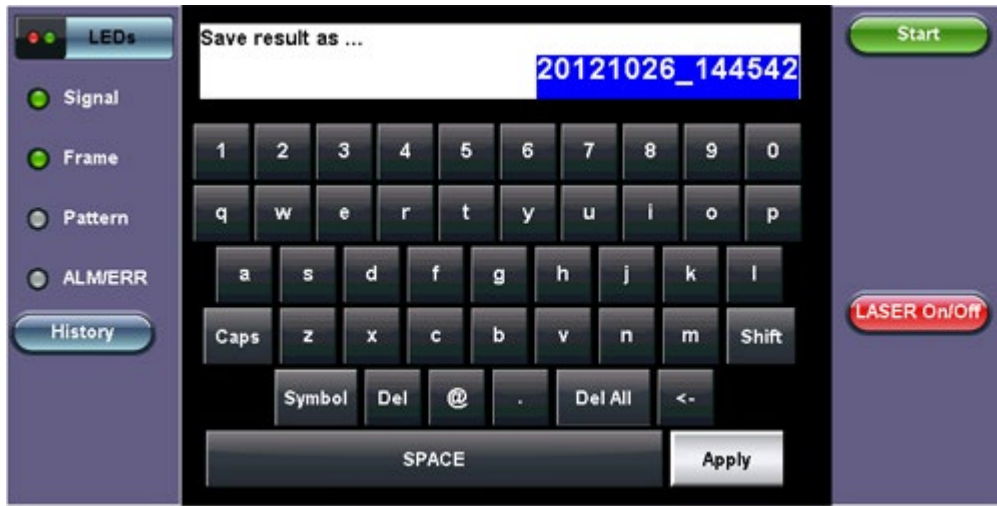 LEDs
Signal
Frame
Pattern
ALM/ERR
History
Save result as ...
20121026_144542
1 2 3 4 5 6 7 8 9 0
q w e r t y u i o p
a s d f g h j k l
Caps z x c b v n m Shift
Symbol Del @ . Del All <-
SPACE Apply
Start
LASER On/Off